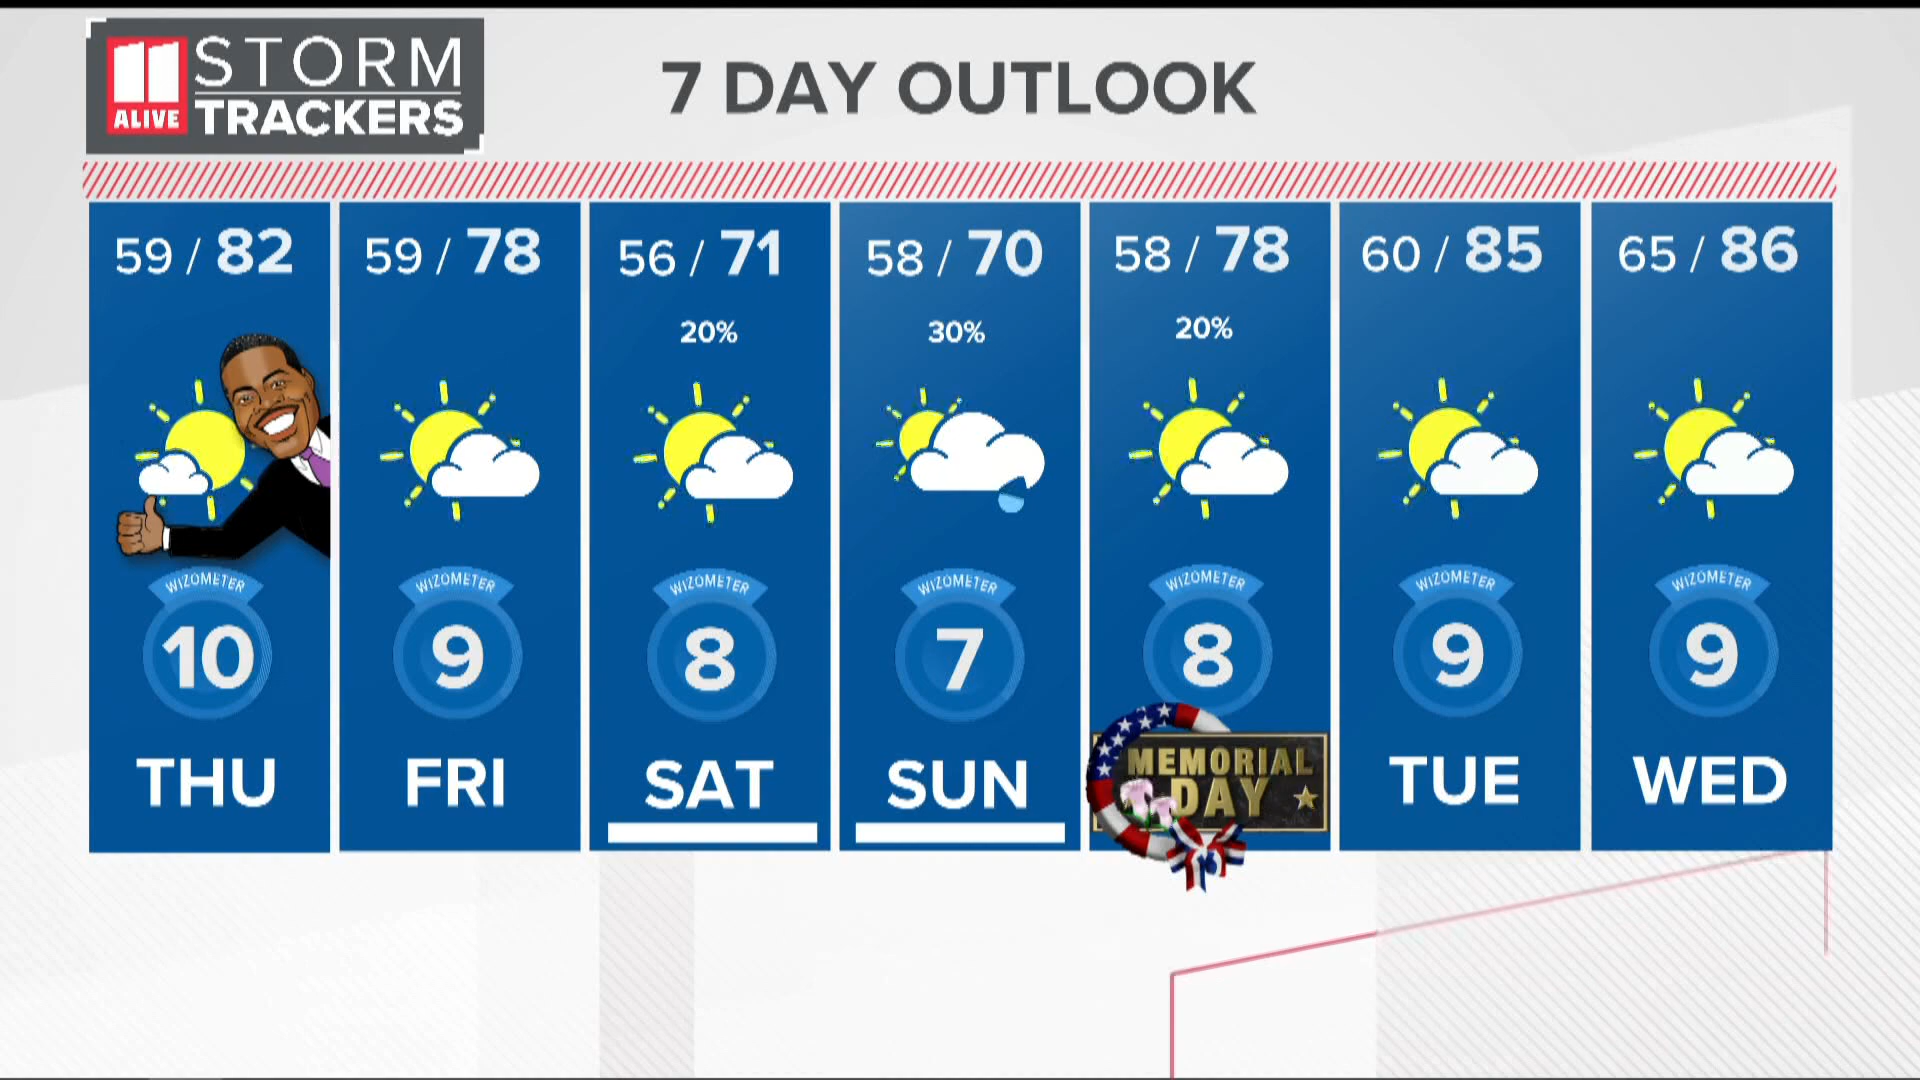 11
ALIVE
STORM
TRACKERS
7 DAY OUTLOOK
59 / 82
WIZOMETER
10
THU
59 / 78
WIZOMETER
9
FRI
56 / 71
20%
WIZOMETER
8
SAT
58 / 70
30%
WIZOMETER
7
SUN
58 / 78
20%
WIZOMETER
8
MEMORIAL
DAY
60 / 85
WIZOMETER
9
TUE
65 / 86
WIZOMETER
9
WED